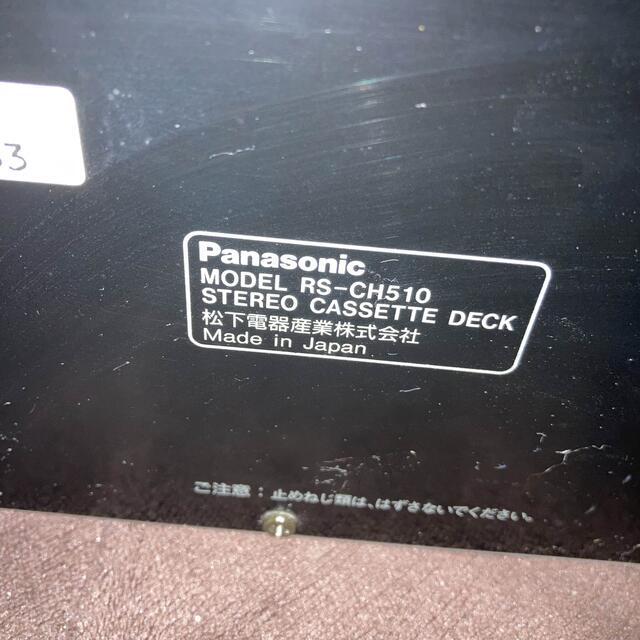 33
Panasonic
MODEL RS-CH510
STEREO CASSETTE DECK
松下電器産業株式会社
Made in Japan
ご注意：止めねじ頭は、はずさないでください。